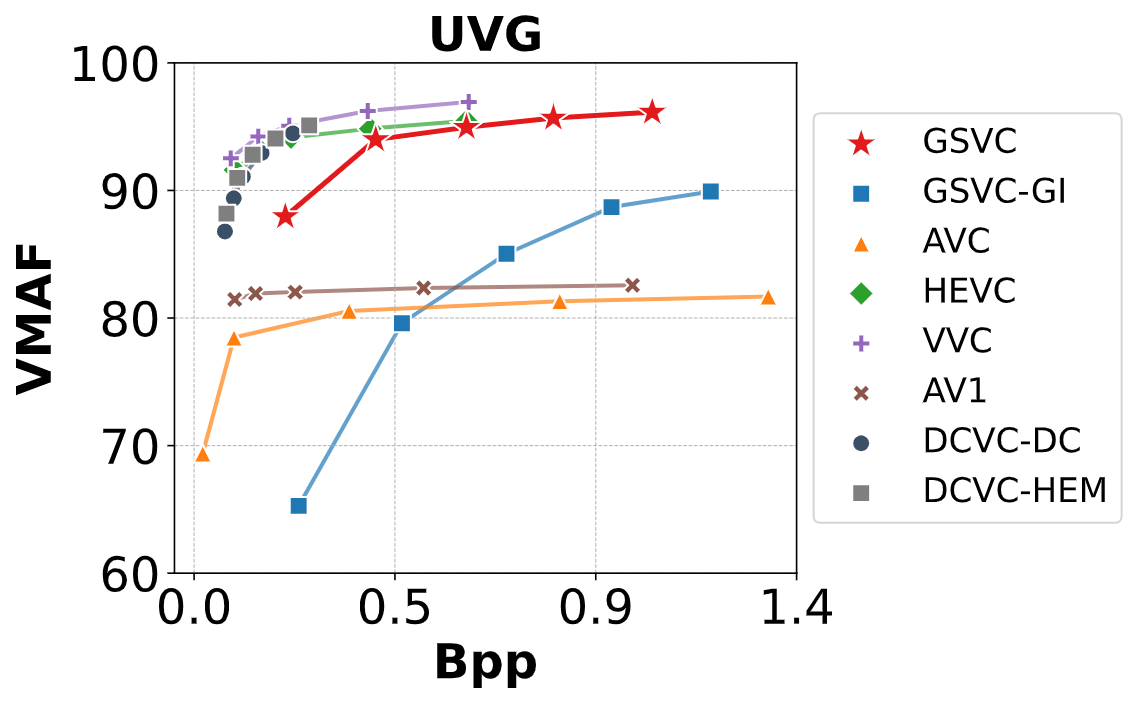 UVG
VMAF
100
90
80
70
60
0.0
0.5
0.9
1.4
Bpp
GSVC
GSVC-GI
AVC
HEVC
VVC
AV1
DCVC-DC
DCVC-HEM